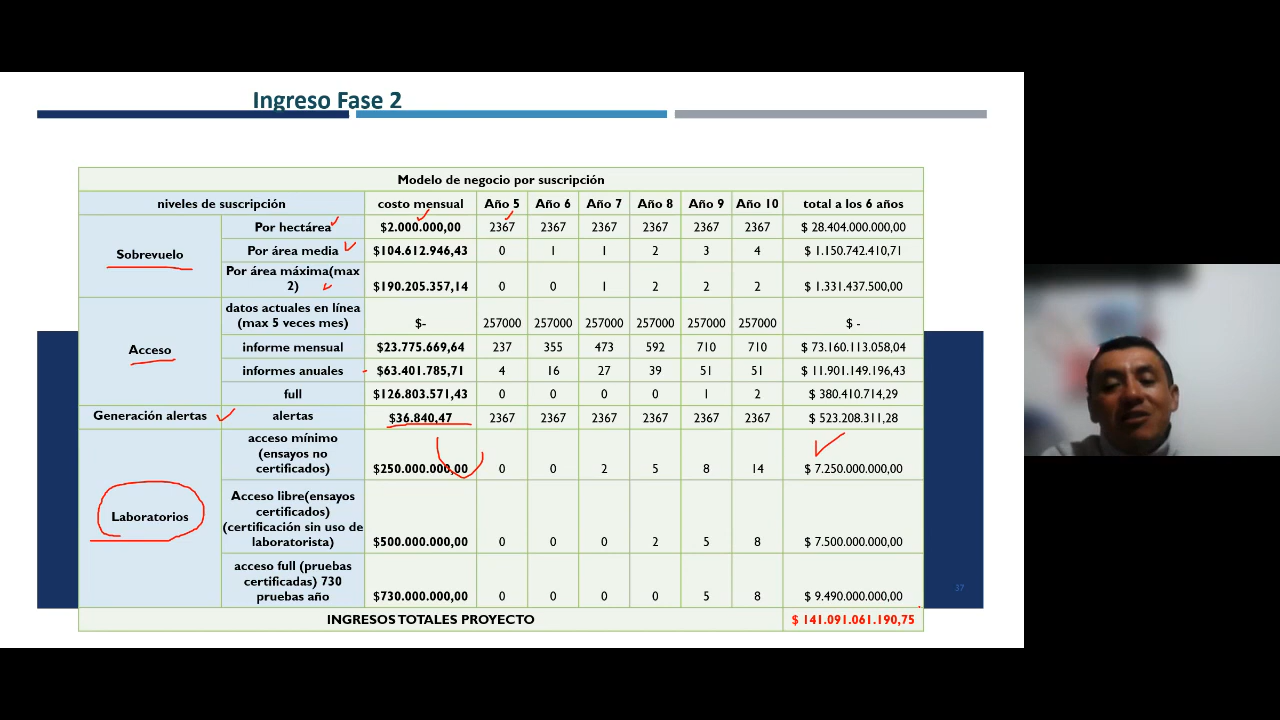 Ingreso Fase 2
Modelo de negocio por suscripción
niveles de suscripción costo mensual Año 5 Año 6 Año 7 Año 8 Año 9 Año 10 total a los 6 años
Sobrevuelo
Por hectárea $2.000.000,00 2367 2367 2367 2367 2367 2367 $ 28.404.000.000,00
Por área media $104.612.946,43 0 1 1 2 3 4 $ 1.150.742.410,71
Por área máxima(max
2) $190.205.357,14 0 0 1 2 2 2 $ 1.331.437.500,00
Acceso
datos actuales en línea
(max 5 veces mes) $- 257000 257000 257000 257000 257000 257000 $ -
informe mensual $23.775.669,64 237 355 473 592 710 710 $ 73.160.113.058,04
informes anuales $63.401.785,71 4 16 27 39 51 51 $ 11.901.149.196,43
full $126.803.571,43 0 0 0 0 1 2 $ 380.410.714,29
Generación alertas alertas $36.840,47 2367 2367 2367 2367 2367 2367 $ 523.208.311,28
Laboratorios
acceso mínimo
(ensayos no
certificados) $250.000.000,00 0 0 2 5 8 14 $ 7.250.000.000,00
Acceso libre(ensayos
certificados)
(certificación sin uso de
laboratorista) $500.000.000,00 0 0 0 2 5 8 $ 7.500.000.000,00
acceso full (pruebas
certificadas) 730
pruebas año $730.000.000,00 0 0 0 0 5 8 $ 9.490.000.000,00
INGRESOS TOTALES PROYECTO $ 141.091.061.190,75
37